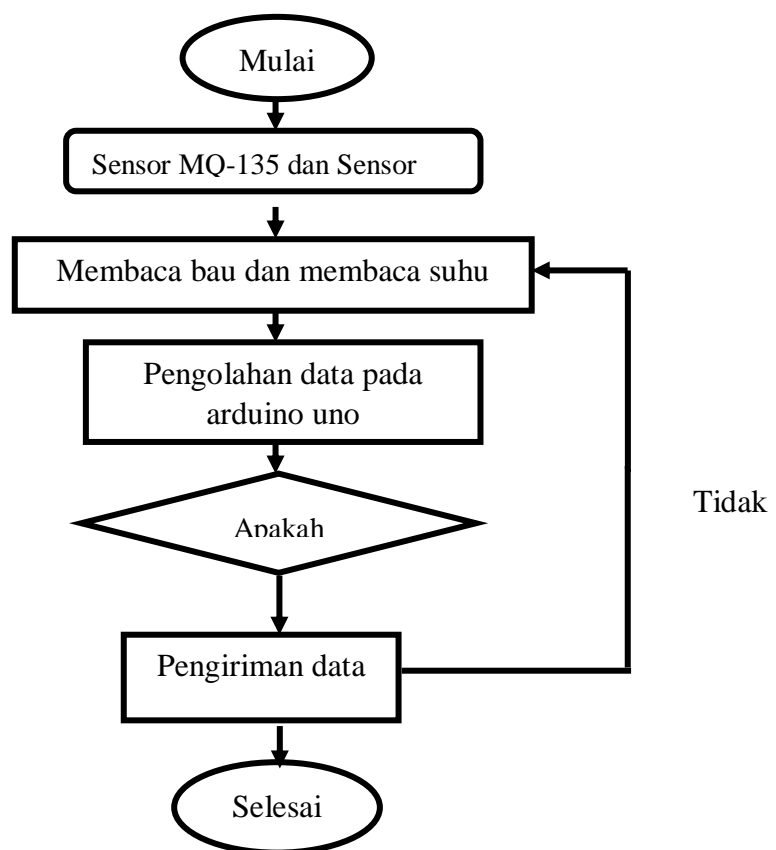 Mulai
Sensor MQ-135 dan Sensor
Membaca bau dan membaca suhu
Pengolahan data pada
arduino uno
Apakah
Tidak
Pengiriman data
Selesai